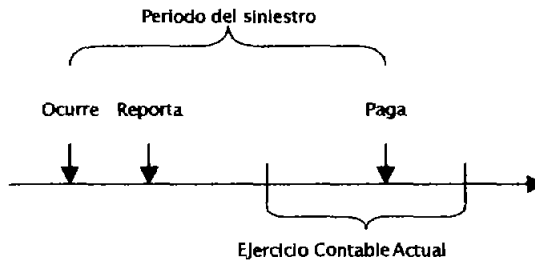 Periodo del siniestro
Ocurre Reporta Paga
Ejercicio Contable Actual